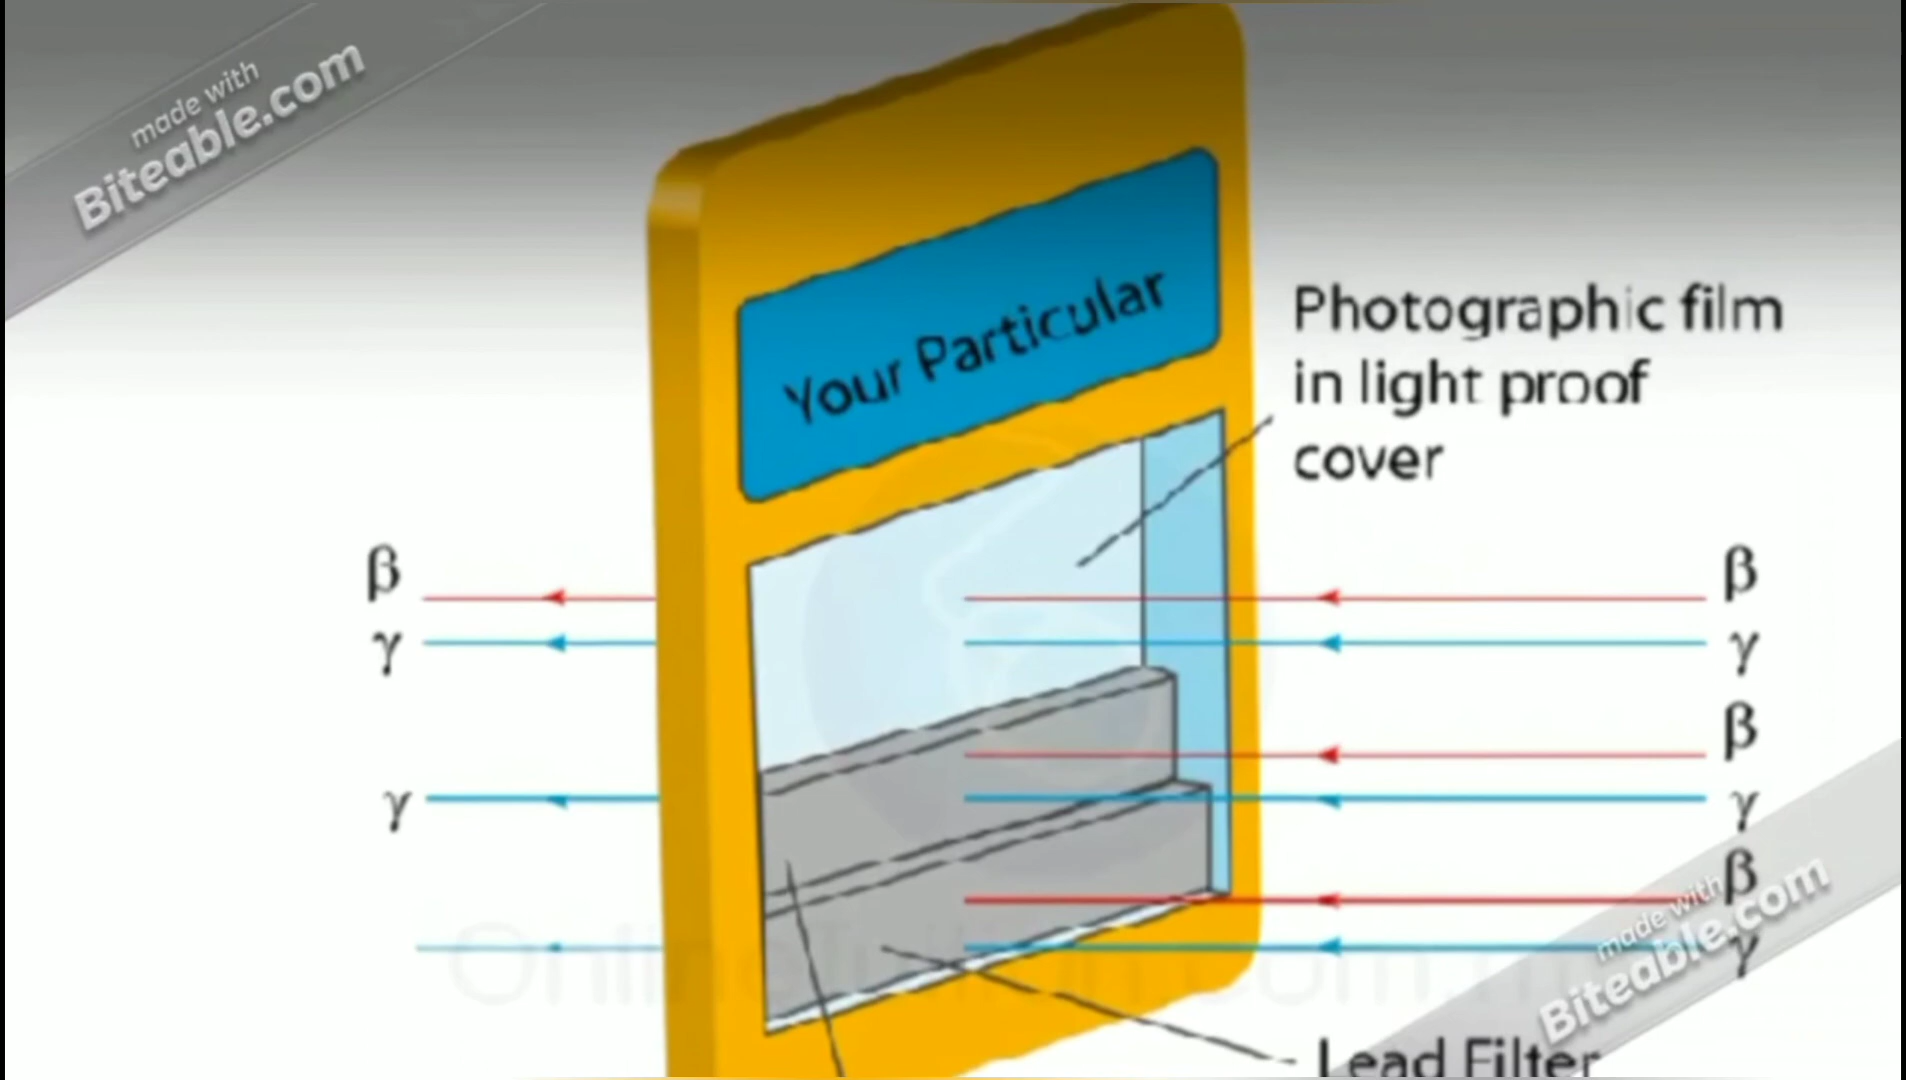 made with
Biteable.com
Your Particular
Photographic film
in light proof
cover
β
β
γ
γ
β
γ
γ
β
γ
made with
Biteable.com
Lead Filter